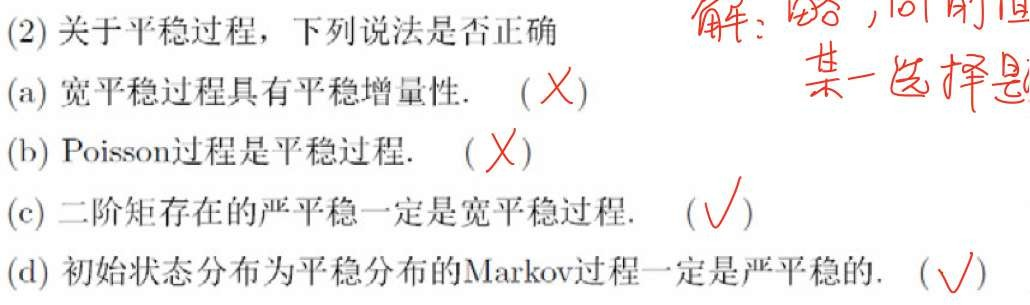 (2) 关于平稳过程，下列说法是否正确
解: 略, 同前
某一选择题
(a) 宽平稳过程具有平稳增量性. (X)
(b) Poisson过程是平稳过程. (X)
(c) 二阶矩存在的严平稳一定是宽平稳过程. (√)
(d) 初始状态分布为平稳分布的Markov过程一定是严平稳的. (√)